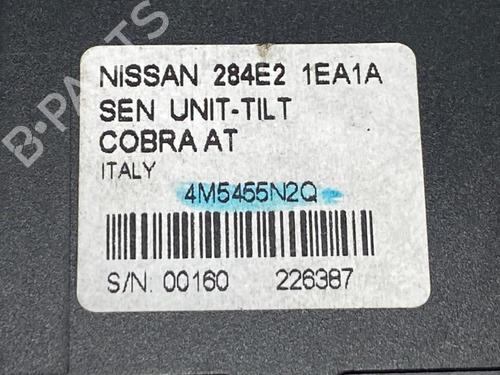 NISSAN 284E2 1EA1A
SEN UNIT-TILT
COBRA AT
ITALY
4M5455N2Q
S/N: 00160 226387
B-PARTS